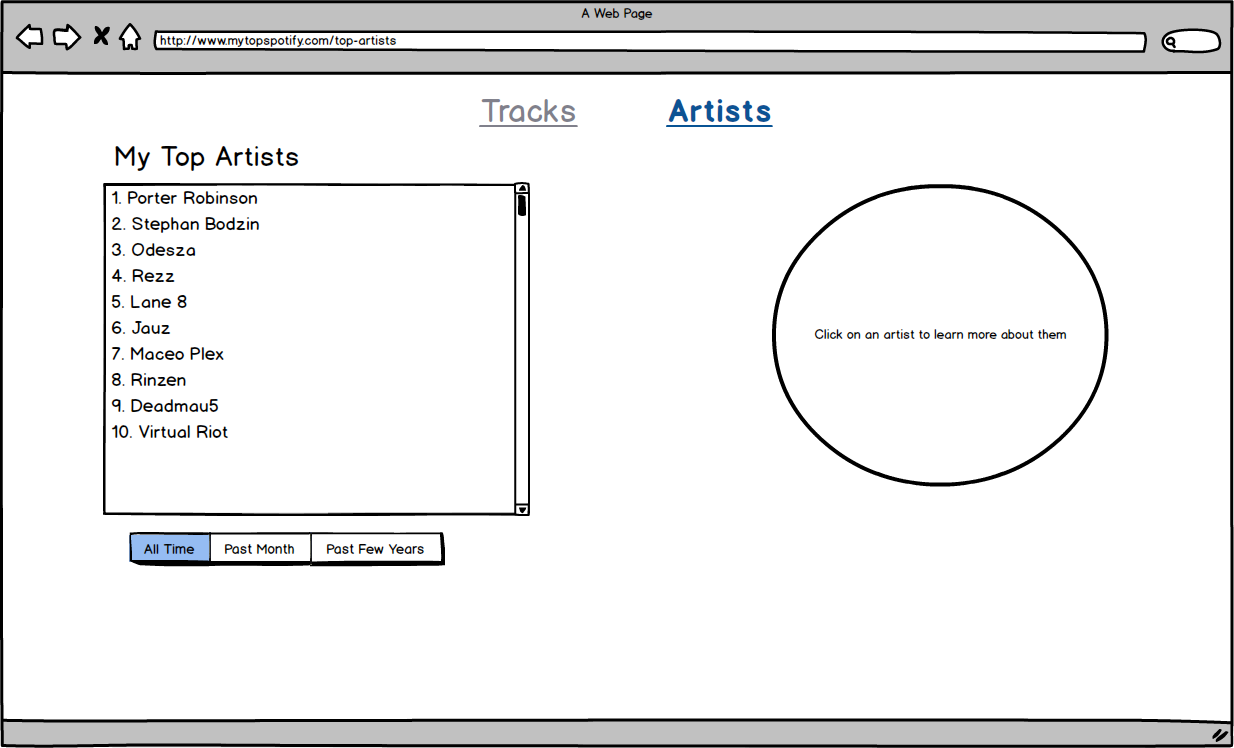 A Web Page
http://www.mytopspotify.com/top-artists
Tracks
Artists
My Top Artists
1. Porter Robinson
2. Stephan Bodzin
3. Odesza
4. Rezz
5. Lane 8
6. Jauz
7. Maceo Plex
8. Rinzen
9. Deadmau5
10. Virtual Riot
Click on an artist to learn more about them
All Time
Past Month
Past Few Years